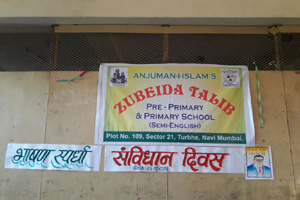 ANJUMAN-I-ISLAM'S
ZUBEIDA TALIB
PRE - PRIMARY
& PRIMARY SCHOOL
(SEMI-ENGLISH)
Plot No. 109, Sector 21, Turbhe, Navi Mumbai.
भाषण स्पर्धा
संविधान दिवस